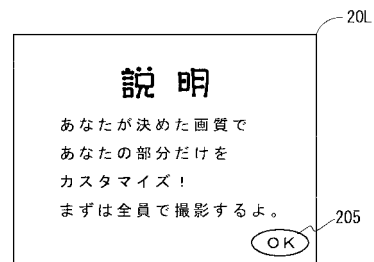 20L
説明
あなたが決めた画質で
あなたの部分だけを
カスタマイズ!
まずは全員で撮影するよ。
205
OK